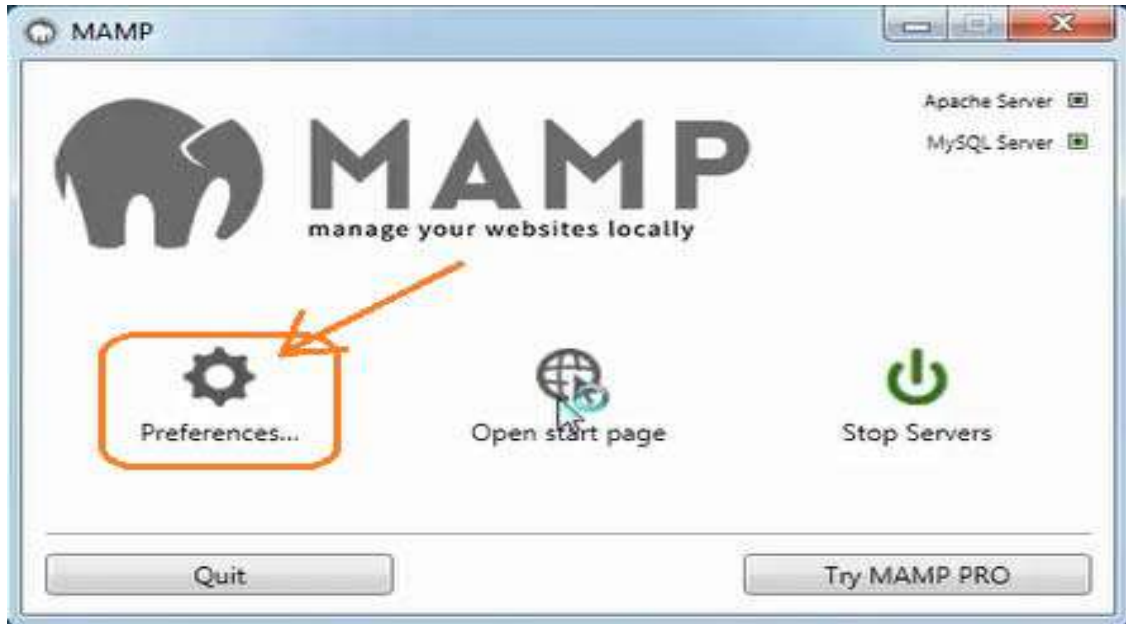 MAMP
Apache Server
MySQL Server
MAMP
manage your websites locally
Preferences...
Open start page
Stop Servers
Quit
Try MAMP PRO